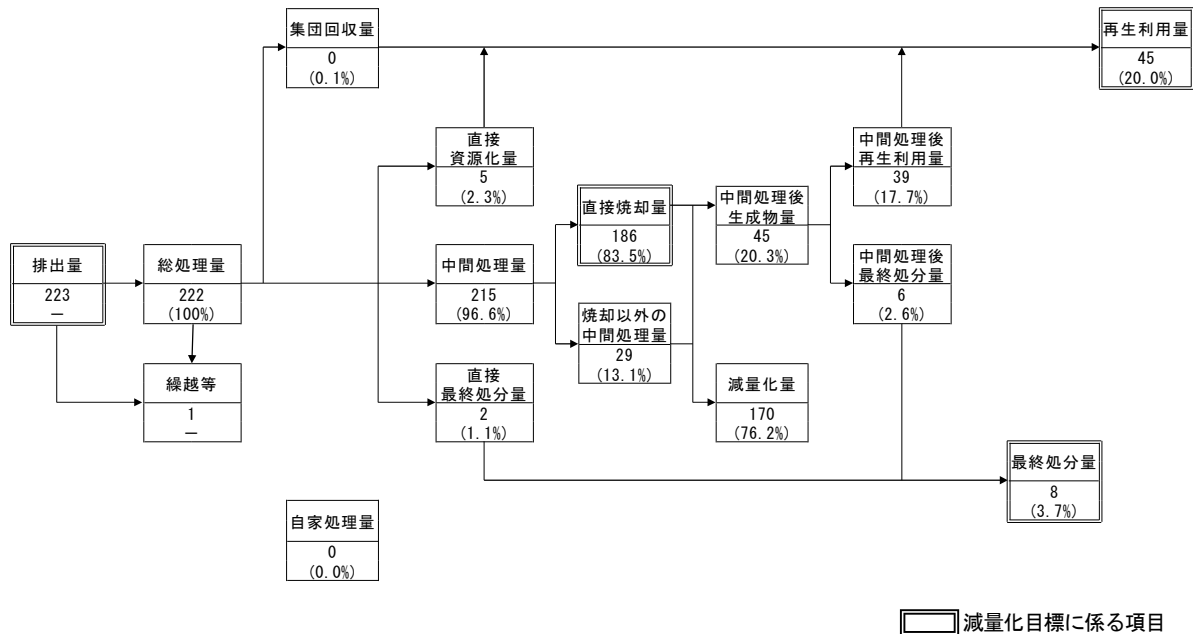 集団回収量
0
(0.1%)
再生利用量
45
(20.0%)
直接
資源化量
5
(2.3%)
中間処理後
再生利用量
39
(17.7%)
直接焼却量
186
(83.5%)
中間処理後
生成物量
45
(20.3%)
排出量
223
―
総処理量
222
(100%)
中間処理量
215
(96.6%)
中間処理後
最終処分量
6
(2.6%)
焼却以外の
中間処理量
29
(13.1%)
繰越等
1
―
直接
最終処分量
2
(1.1%)
減量化量
170
(76.2%)
最終処分量
8
(3.7%)
自家処理量
0
(0.0%)
減量化目標に係る項目